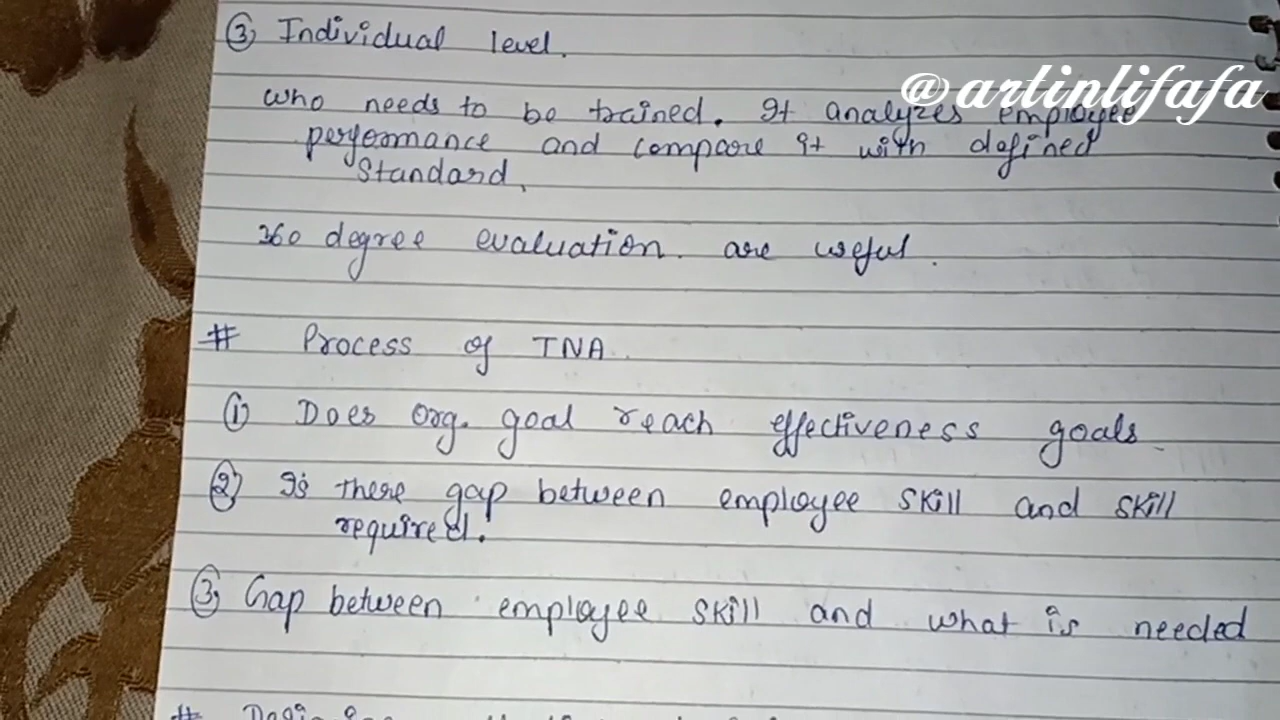 ③ Individual level.
@artinlifafa
who needs to be trained. It analyzes employee
performance and compare it with defined
Standard.
360 degree evaluation. are useful.
# Process of TNA.
① Does org. goal reach effectiveness goals.
② Is there gap between employee skill and skill
required.
③ Gap between employee skill and what is needed
#